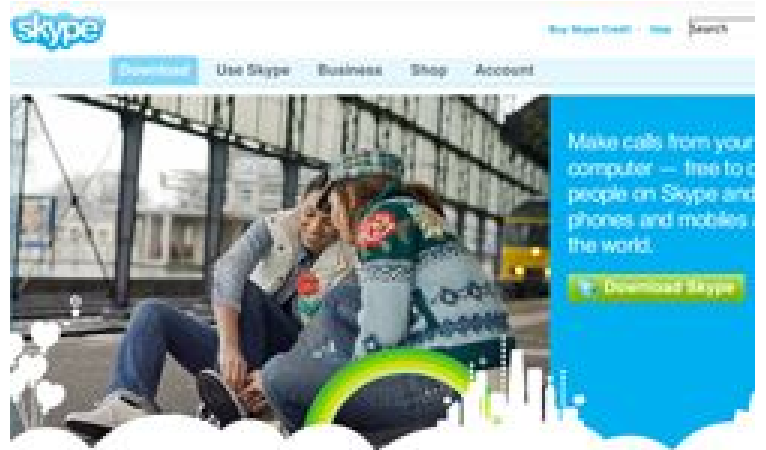 skype
Buy Skype Credit Help Search
Download Use Skype Business Shop Account
Make calls from your
computer — free to
people on Skype and
phones and mobiles
the world.
Download Skype